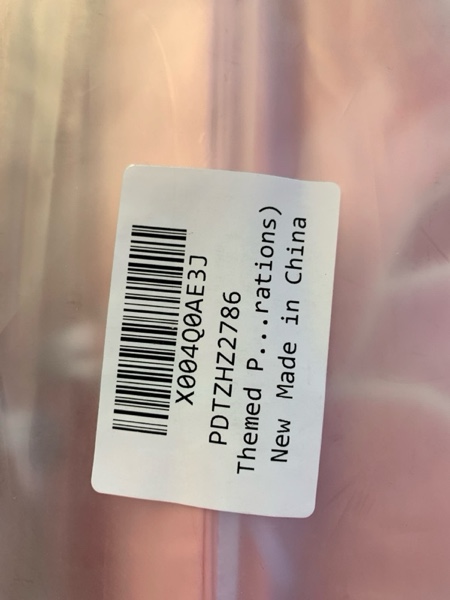 X004Q0AE3J
PDTZHZ2786
Themed P...rations)
New Made in China